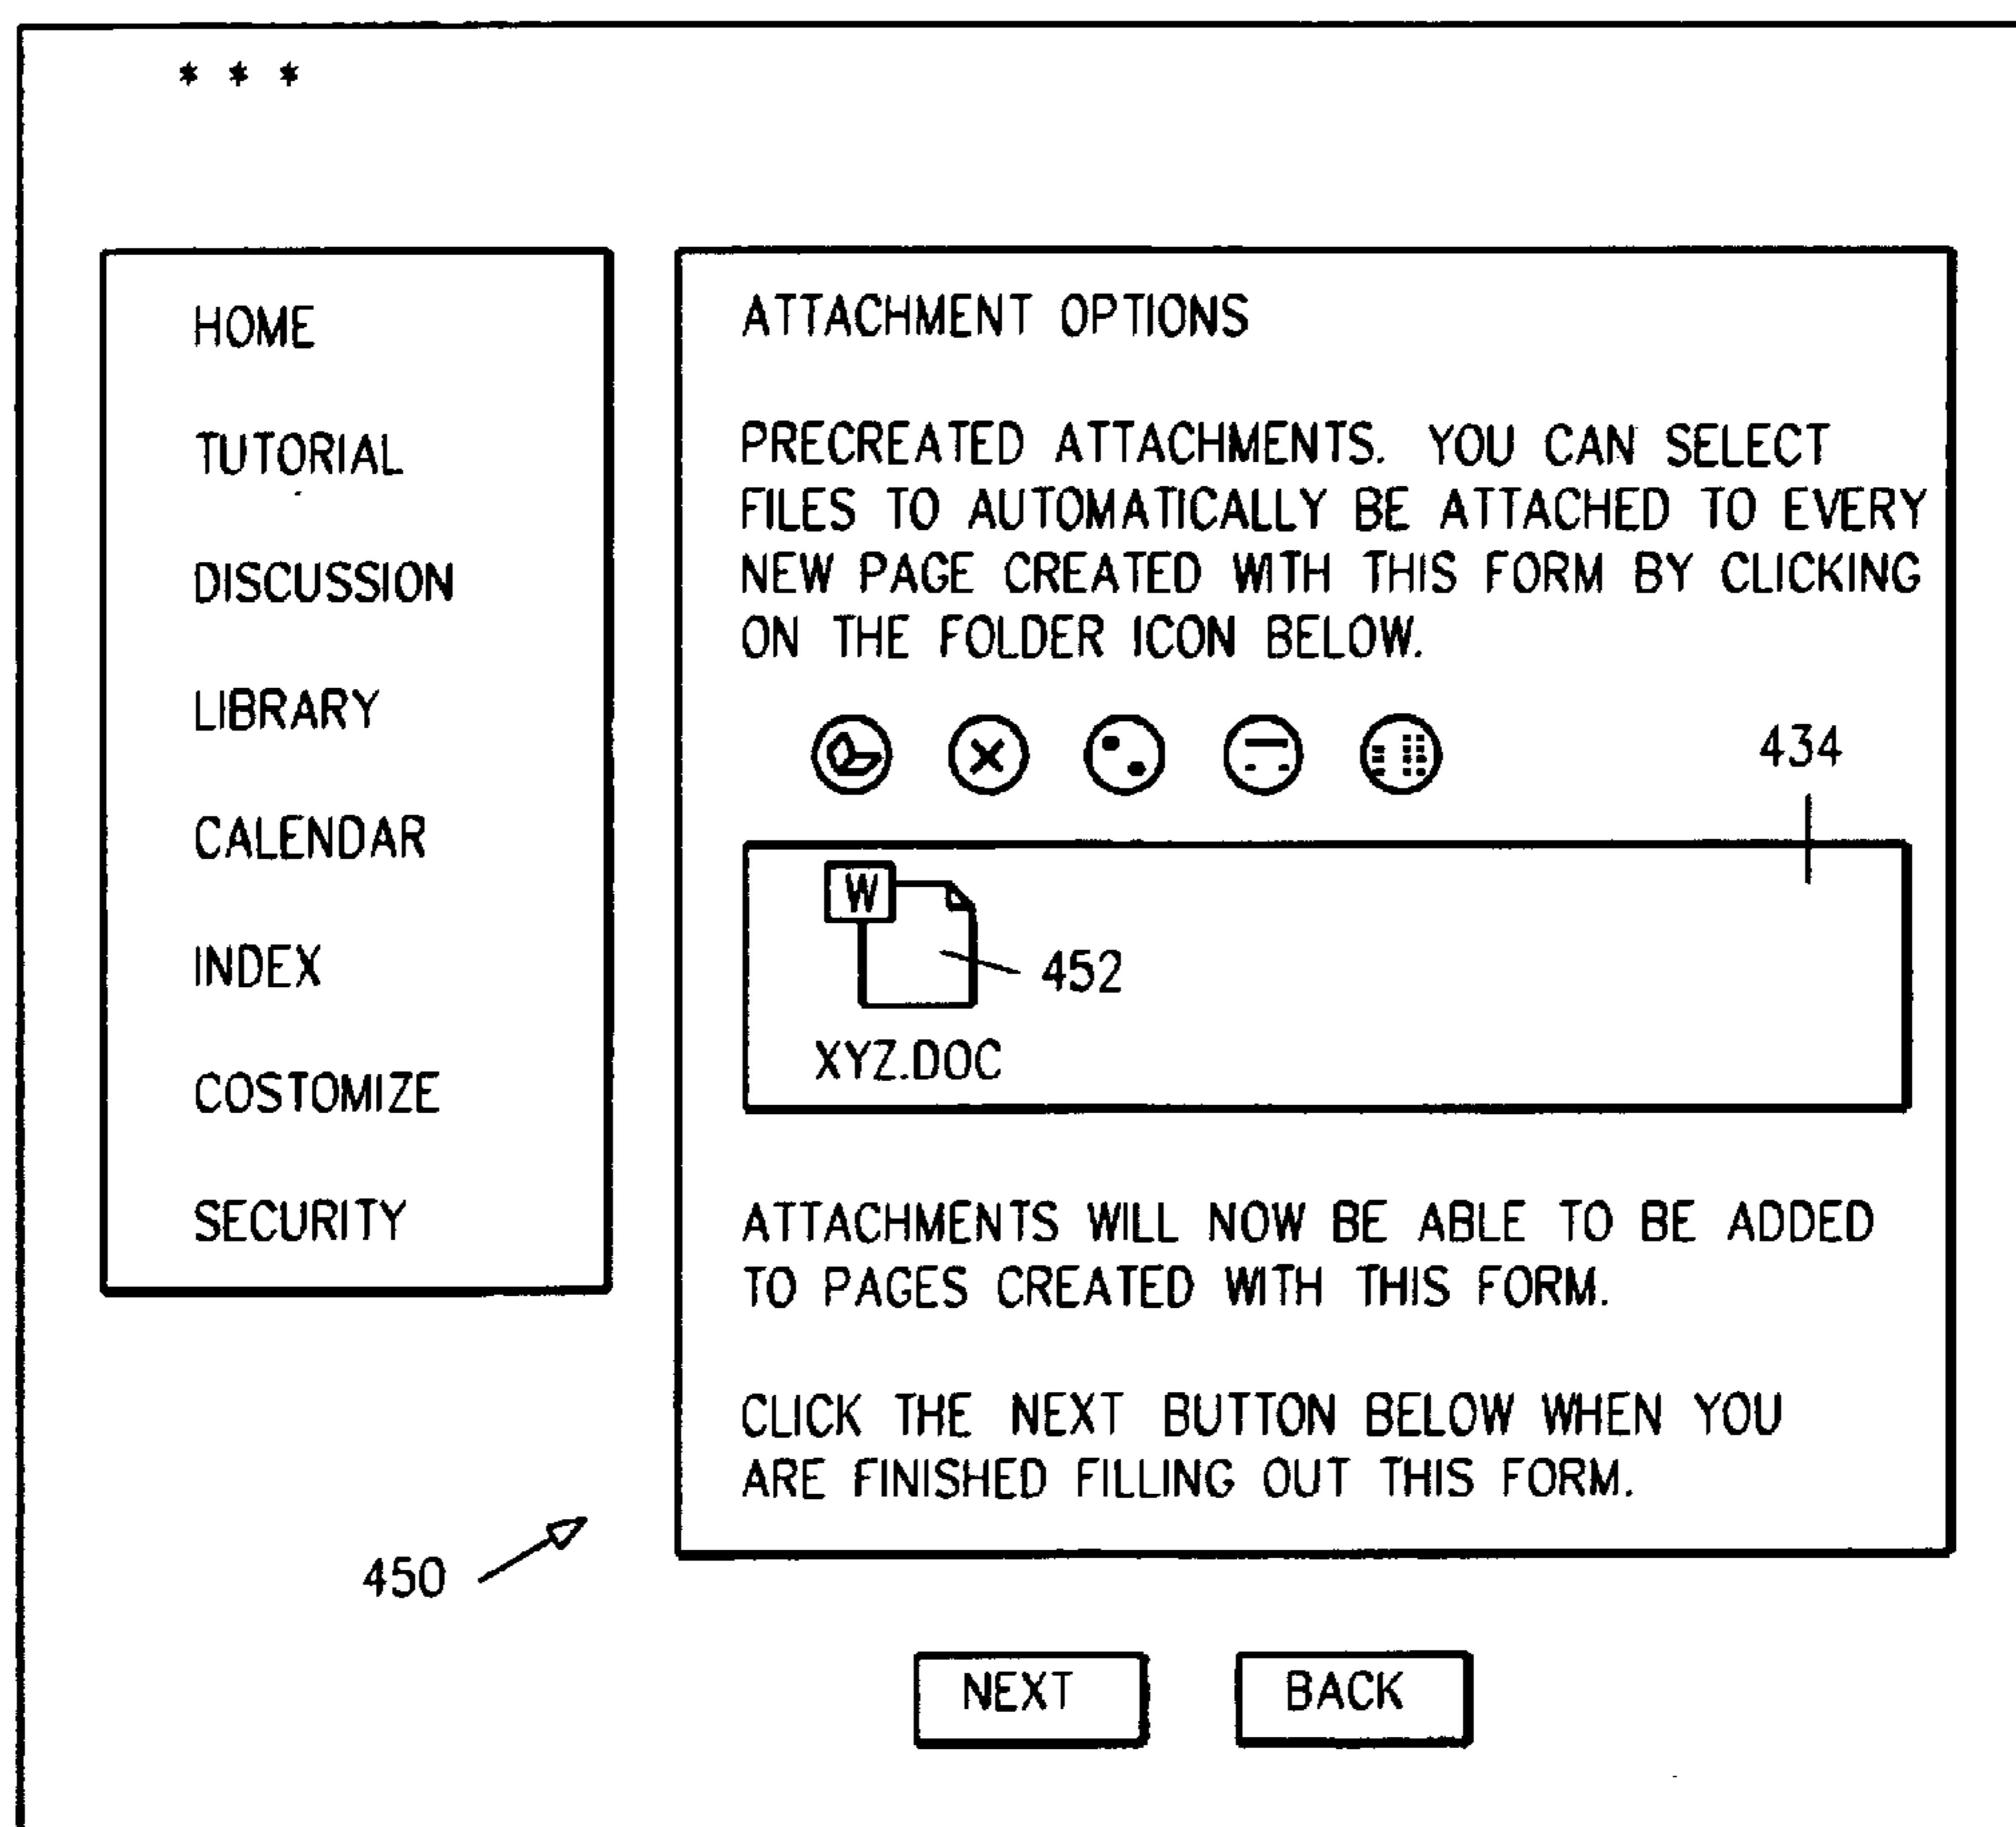 * * *
HOME
TUTORIAL
DISCUSSION
LIBRARY
CALENDAR
INDEX
COSTOMIZE
SECURITY
ATTACHMENT OPTIONS
PRECREATED ATTACHMENTS. YOU CAN SELECT
FILES TO AUTOMATICALLY BE ATTACHED TO EVERY
NEW PAGE CREATED WITH THIS FORM BY CLICKING
ON THE FOLDER ICON BELOW.
434
W
452
XYZ.DOC
ATTACHMENTS WILL NOW BE ABLE TO BE ADDED
TO PAGES CREATED WITH THIS FORM.
CLICK THE NEXT BUTTON BELOW WHEN YOU
ARE FINISHED FILLING OUT THIS FORM.
450
NEXT
BACK